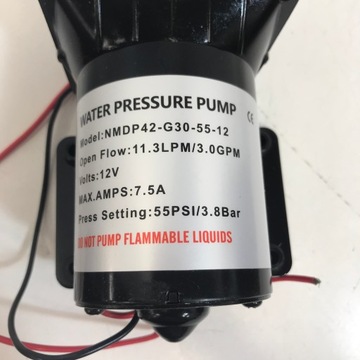 WATER PRESSURE PUMP
CE
Model:NMDP42-G30-55-12
Open Flow:11.3LPM/3.0GPM
Volts:12V
MAX.AMPS:7.5A
Press Setting:55PSI/3.8Bar
DO NOT PUMP FLAMMABLE LIQUIDS